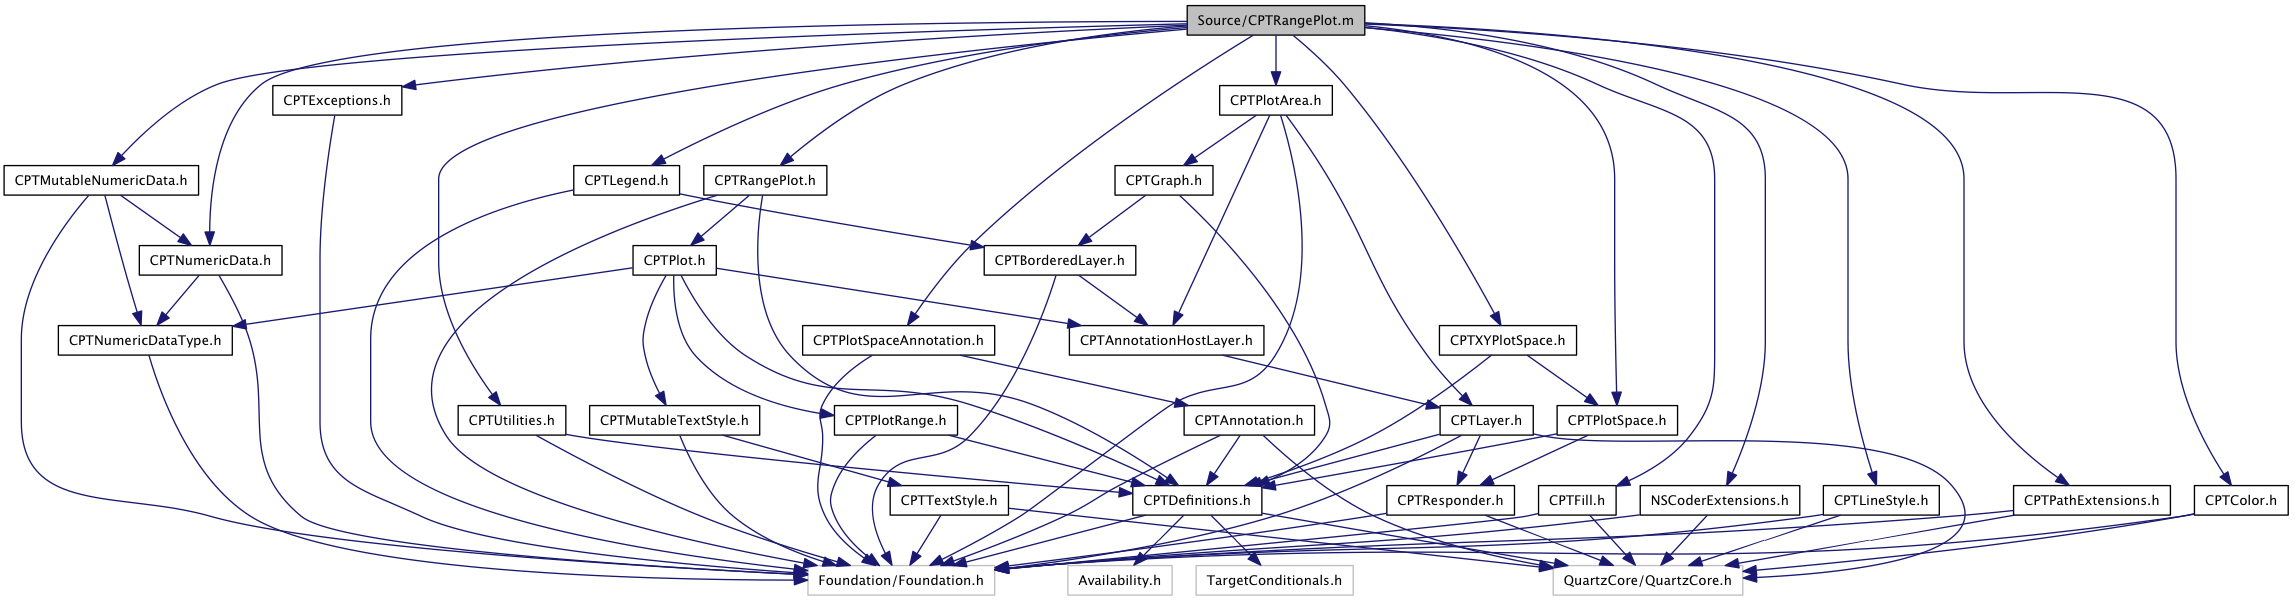 Source/CPTRangePlot.m
CPTExceptions.h
CPTPlotArea.h
CPTMutableNumericData.h
CPTLegend.h
CPTRangePlot.h
CPTGraph.h
CPTNumericData.h
CPTPlot.h
CPTBorderedLayer.h
CPTNumericDataType.h
CPTPlotSpaceAnnotation.h
CPTAnnotationHostLayer.h
CPTXYPlotSpace.h
CPTUtilities.h
CPTMutableTextStyle.h
CPTPlotRange.h
CPTAnnotation.h
CPTLayer.h
CPTPlotSpace.h
CPTTextStyle.h
CPTDefinitions.h
CPTResponder.h
CPTFill.h
NSCoderExtensions.h
CPTLineStyle.h
CPTPathExtensions.h
CPTColor.h
Foundation/Foundation.h
Availability.h
TargetConditionals.h
QuartzCore/QuartzCore.h